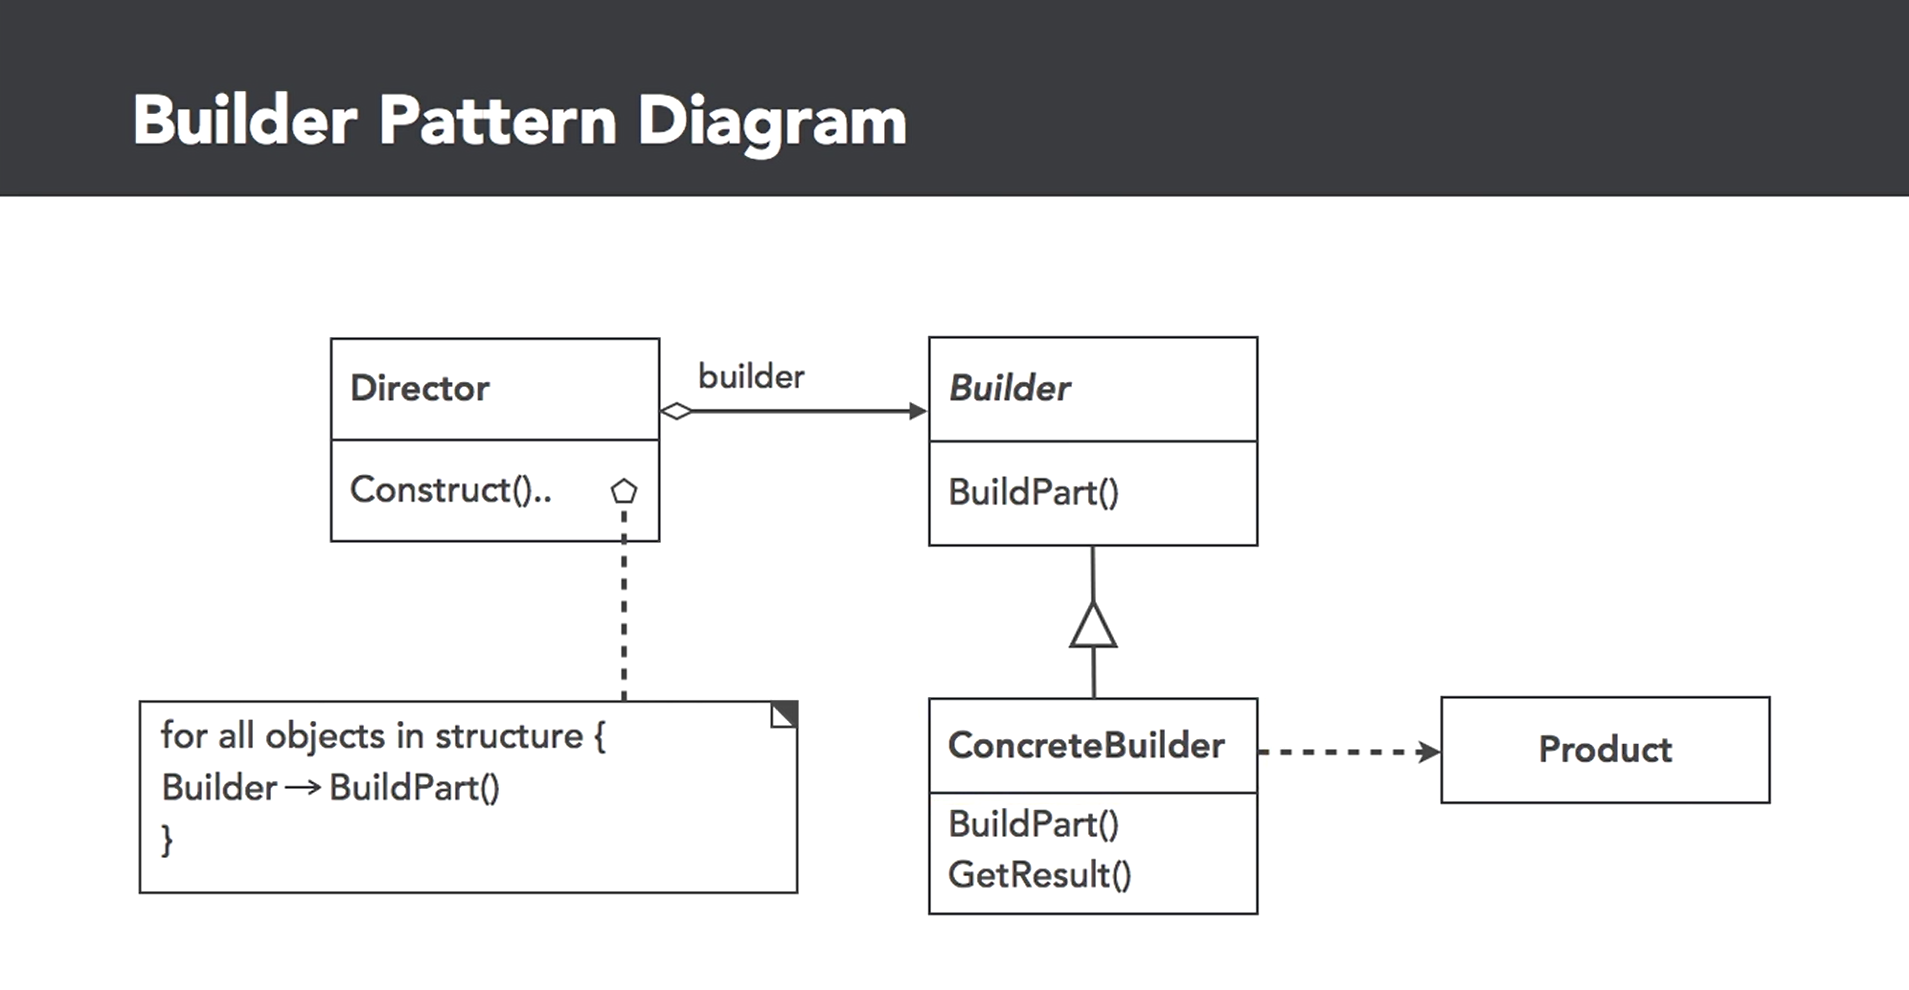 Builder Pattern Diagram
Director
builder
Builder
Construct()..
BuildPart()
for all objects in structure {
Builder → BuildPart()
}
ConcreteBuilder
BuildPart()
GetResult()
Product